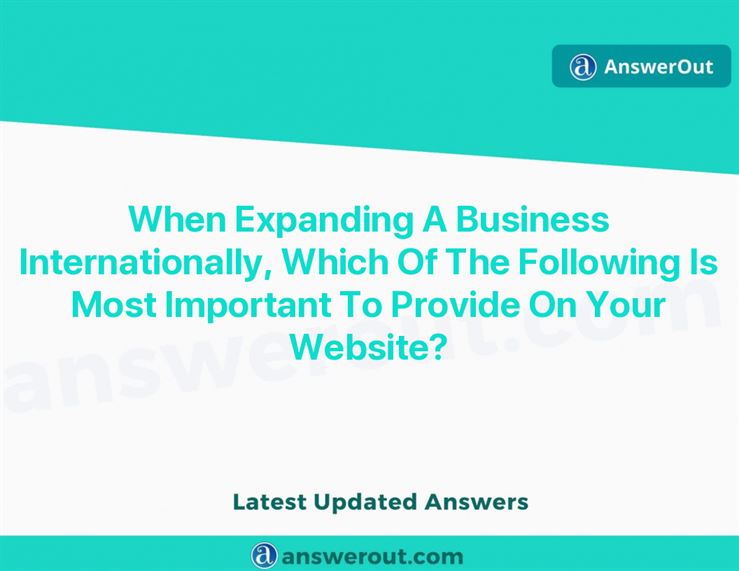 AnswerOut
When Expanding A Business
Internationally, Which Of The Following Is
Most Important To Provide On Your
Website?
answerout.com
Latest Updated Answers
answerout.com